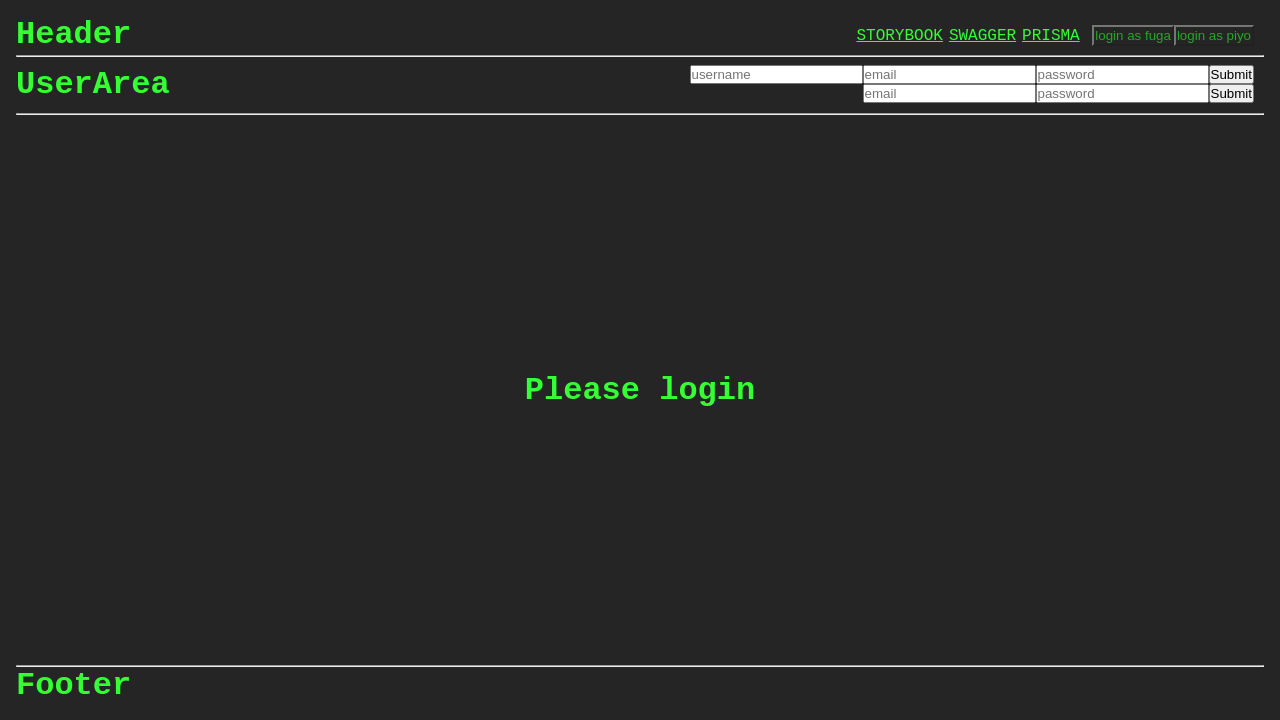 Header STORYBOOK SWAGGER PRISMA login as fuga login as piyo
UserArea username email password Submit
email password Submit
Please login
Footer